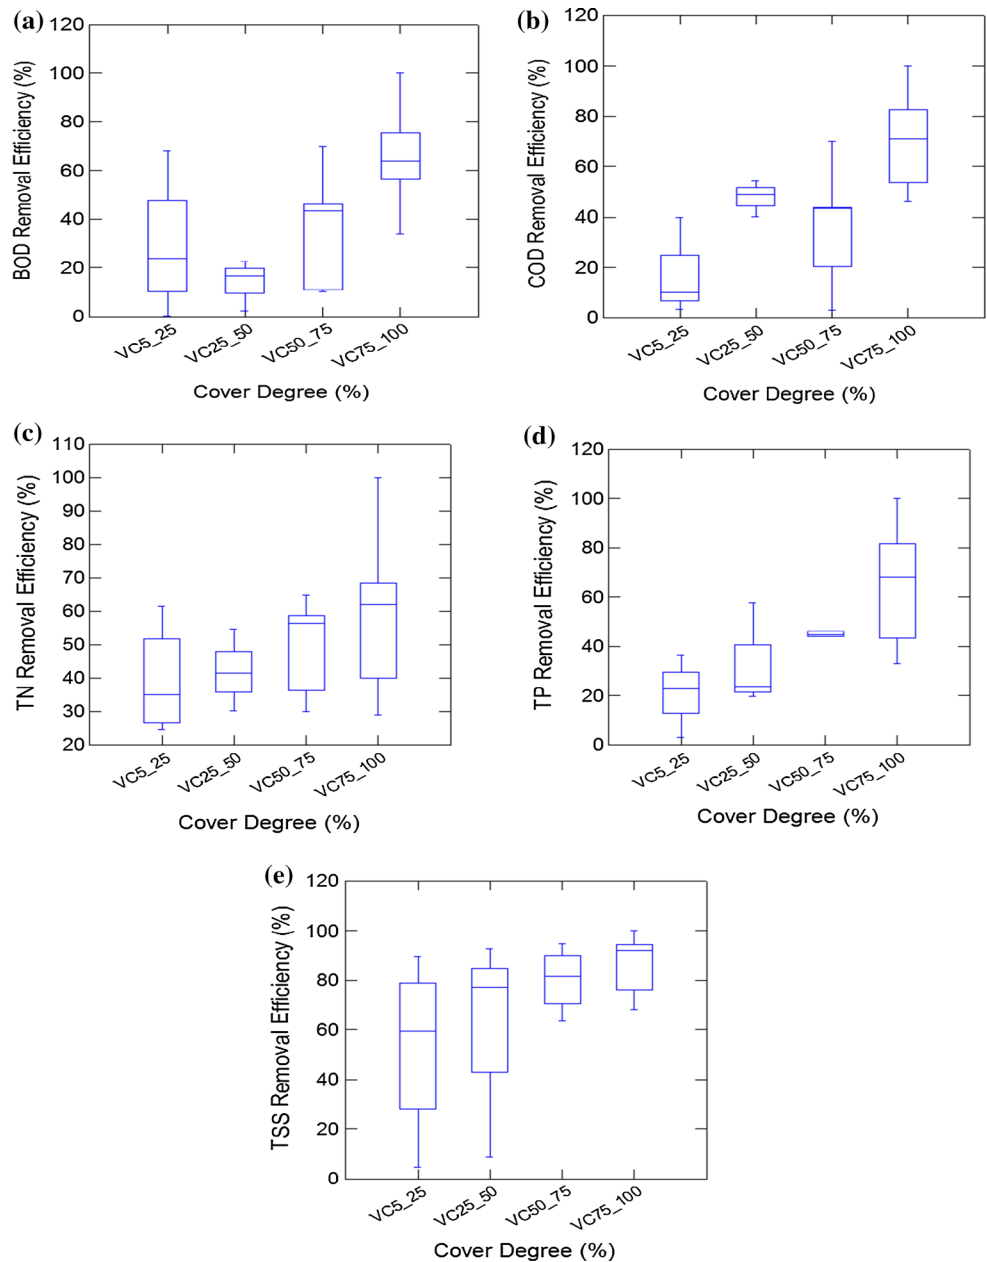 (a)
BOD Removal Efficiency (%)
120
100
80
60
40
20
0
VC5_25
VC25_50
VC50_75
VC75_100
Cover Degree (%)
(b)
COD Removal Efficiency (%)
120
100
80
60
40
20
0
VC5_25
VC25_50
VC50_75
VC75_100
Cover Degree (%)
(c)
TN Removal Efficiency (%)
110
100
90
80
70
60
50
40
30
20
VC5_25
VC25_50
VC50_75
VC75_100
Cover Degree (%)
(d)
TP Removal Efficiency (%)
120
100
80
60
40
20
0
VC5_25
VC25_50
VC50_75
VC75_100
Cover Degree (%)
(e)
TSS Removal Efficiency (%)
120
100
80
60
40
20
0
VC5_25
VC25_50
VC50_75
VC75_100
Cover Degree (%)